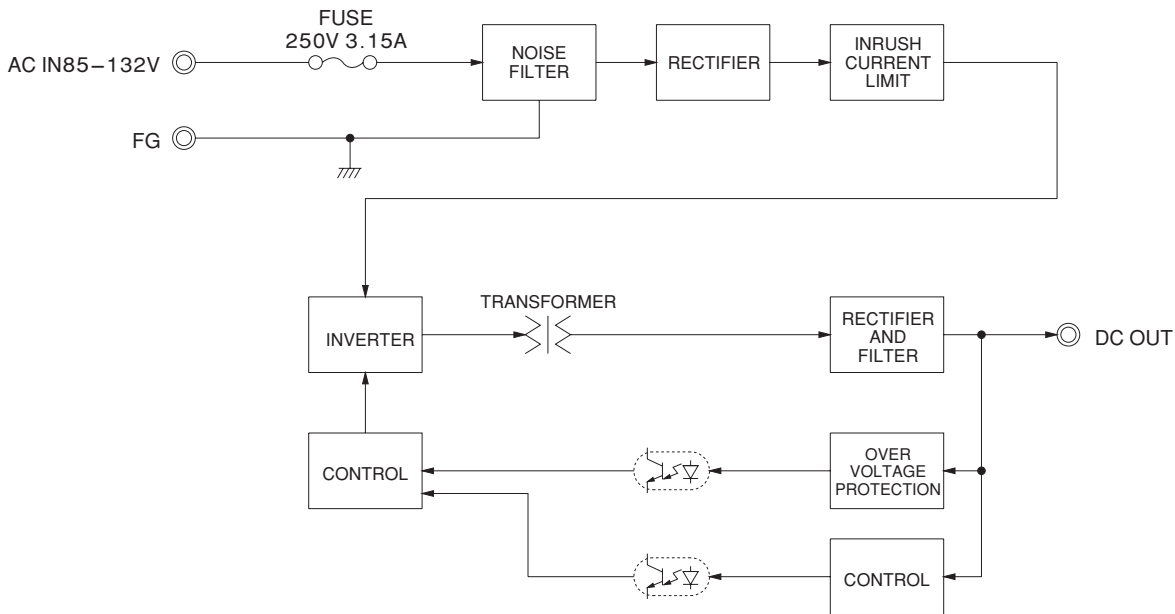 FUSE
250V 3.15A
AC IN85–132V
NOISE
FILTER
RECTIFIER
INRUSH
CURRENT
LIMIT
FG
TRANSFORMER
INVERTER
RECTIFIER
AND
FILTER
DC OUT
CONTROL
OVER
VOLTAGE
PROTECTION
CONTROL